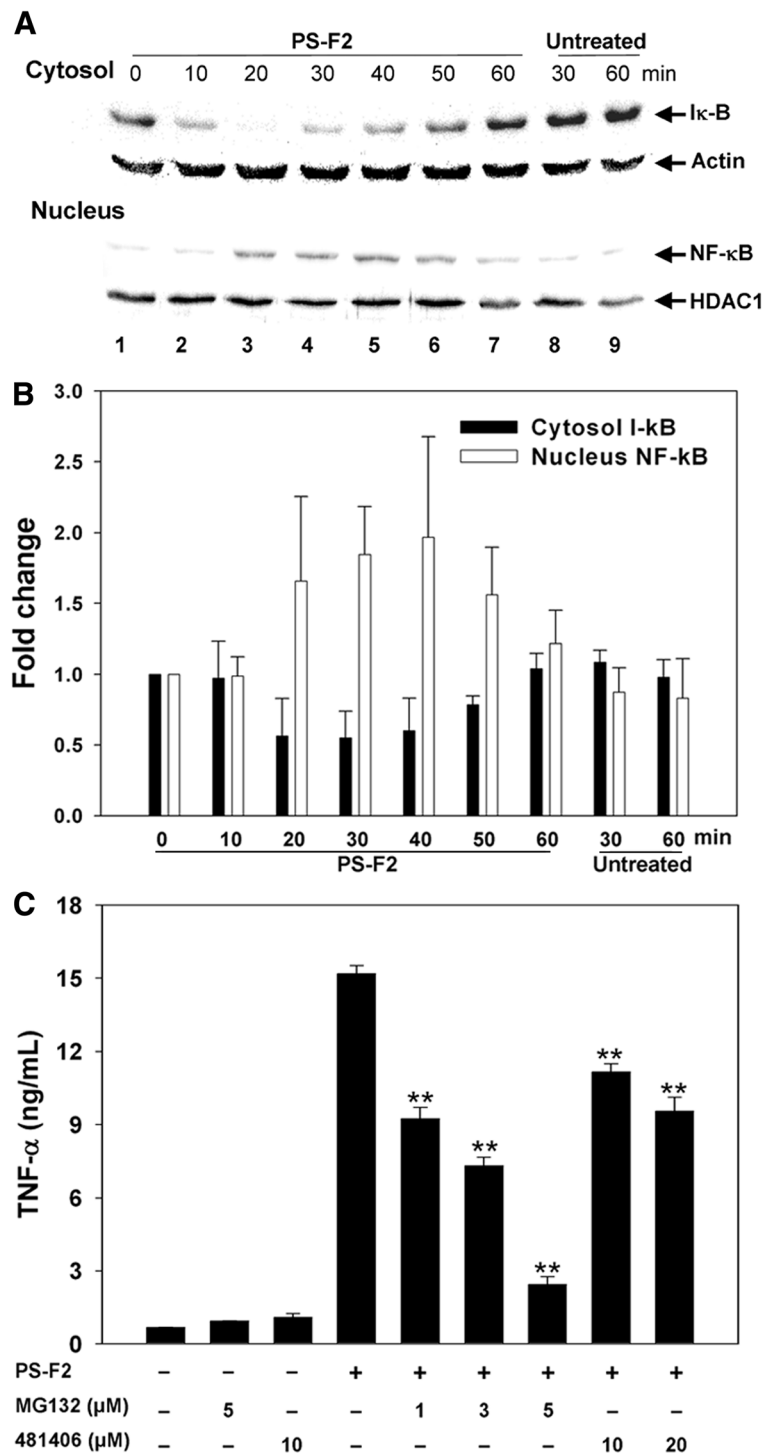 A
PS-F2 Untreated
Cytosol 0 10 20 30 40 50 60 30 60 min
Iκ-B
Actin
Nucleus
NF-κB
HDAC1
1 2 3 4 5 6 7 8 9
B
3.0
2.5
2.0
1.5
1.0
0.5
0.0
Fold change
Cytosol I-kB
Nucleus NF-kB
0 10 20 30 40 50 60 30 60 min
PS-F2 Untreated
C
18
15
12
9
6
3
0
TNF-α (ng/mL)
** ** ** ** **
PS-F2 – – – + + + + + +
MG132 (μM) – 5 – – 1 3 5 – –
481406 (μM) – – 10 – – – – 10 20